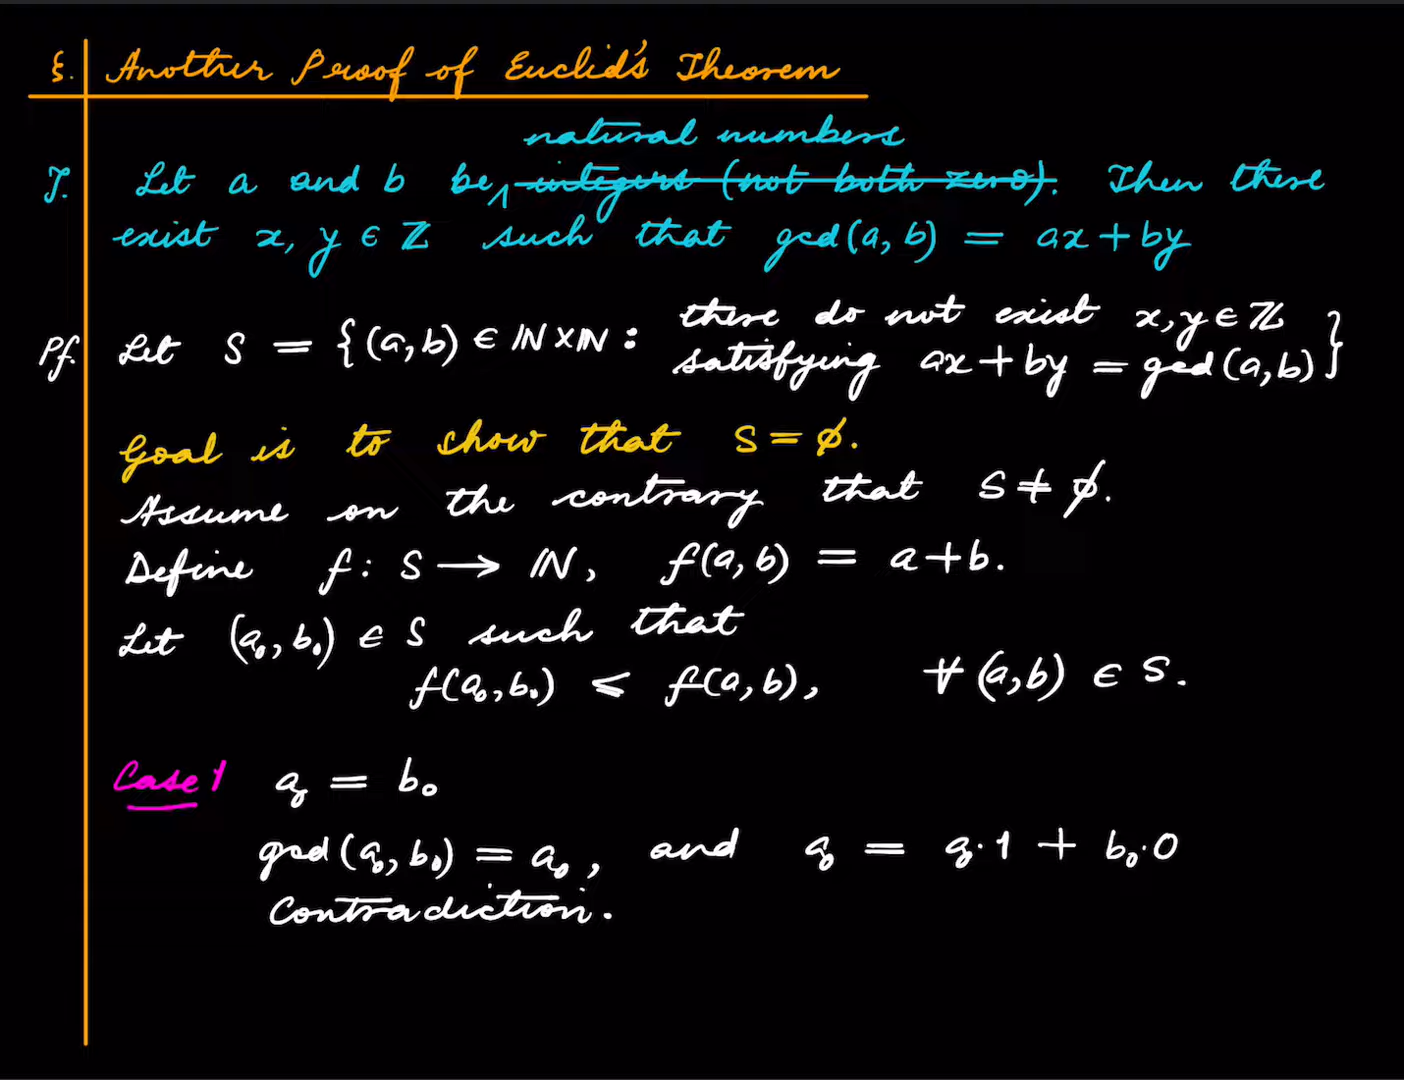 §. Another Proof of Euclid's Theorem
natural numbers
T. Let a and b be ∧ integers (not both zero). Then there
exist x, y ∈ ℤ such that gcd(a, b) = ax + by
Pf. Let S = {(a, b) ∈ ℕ×ℕ : there do not exist x, y ∈ ℤ
satisfying ax + by = gcd(a, b)}
Goal is to show that S = ∅.
Assume on the contrary that S ≠ ∅.
Define f: S → ℕ, f(a, b) = a + b.
Let (a₀, b₀) ∈ S such that
f(a₀, b₀) ≤ f(a, b), ∀ (a, b) ∈ S.
Case 1 a₀ = b₀
gcd(a₀, b₀) = a₀, and a₀ = a₀·1 + b₀·0
Contradiction.